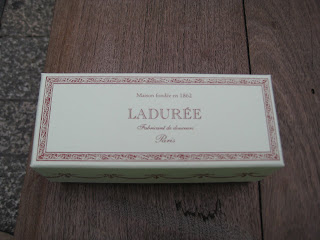 Maison fondée en 1862
LADURÉE
Fabricant de douceurs
Paris